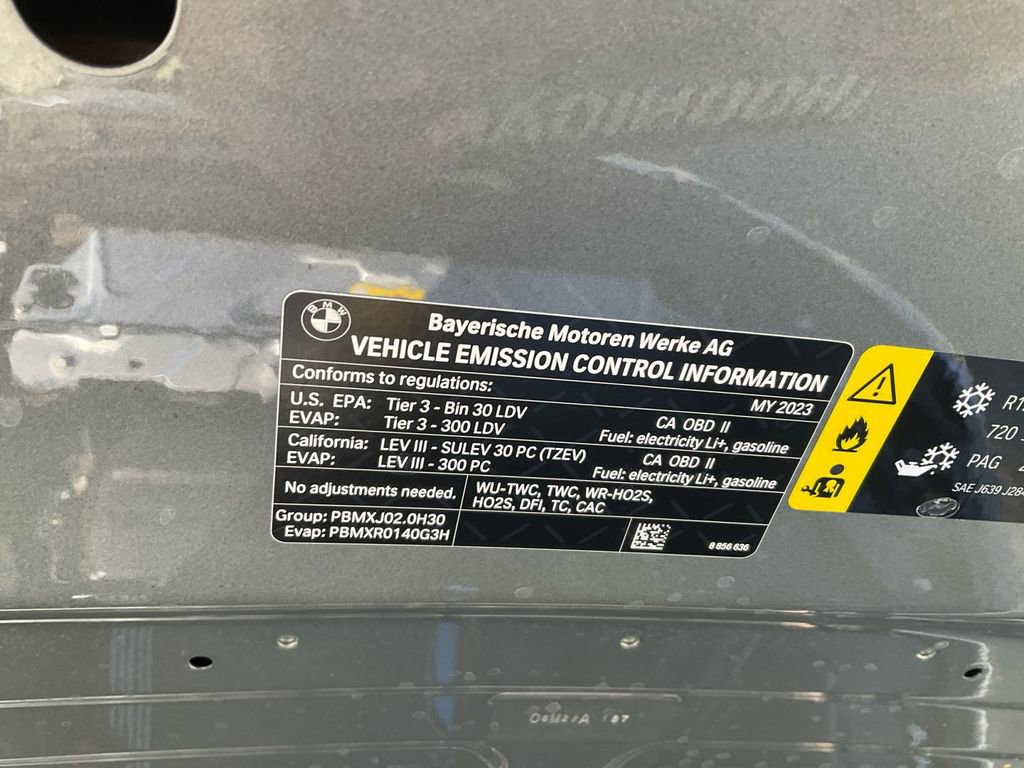 BMW
Bayerische Motoren Werke AG
VEHICLE EMISSION CONTROL INFORMATION
Conforms to regulations:
MY 2023
U.S. EPA: Tier 3 - Bin 30 LDV
CA OBD II
EVAP: Tier 3 - 300 LDV
Fuel: electricity Li+, gasoline
California: LEV III - SULEV 30 PC (TZEV)
CA OBD II
EVAP: LEV III - 300 PC
Fuel: electricity Li+, gasoline
No adjustments needed.
WU-TWC, TWC, WR-HO2S,
HO2S, DFI, TC, CAC
Group: PBMXJ02.0H30
Evap: PBMXR0140G3H
8 856 636
720
PAG
SAE J639